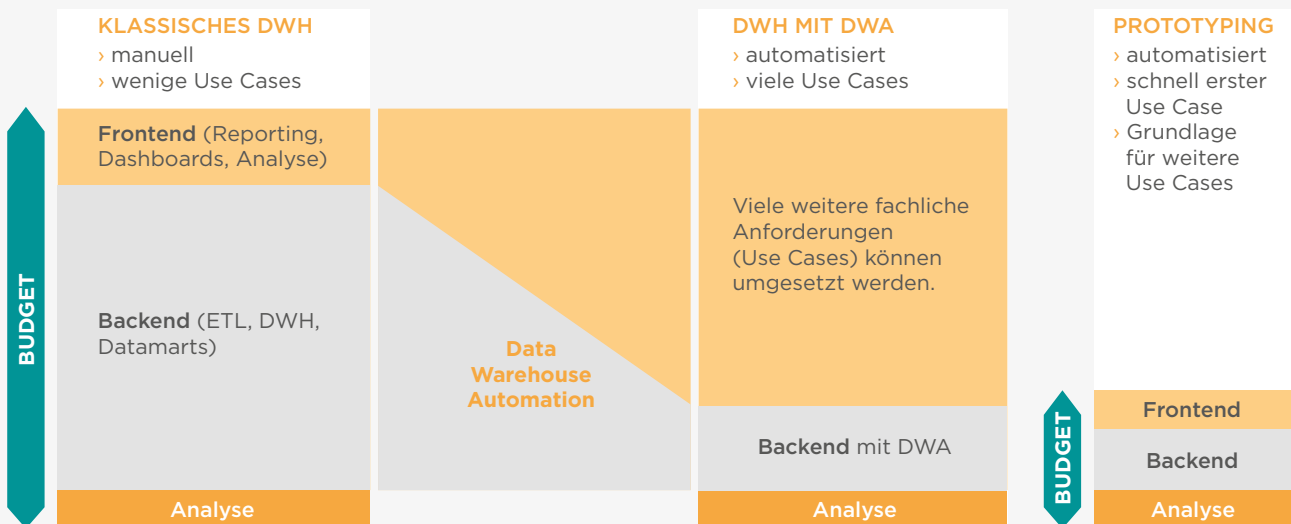 KLASSISCHES DWH
› manuell
› wenige Use Cases
DWH MIT DWA
› automatisiert
› viele Use Cases
PROTOTYPING
› automatisiert
› schnell erster
Use Case
› Grundlage
für weitere
Use Cases
BUDGET
Frontend (Reporting,
Dashboards, Analyse)
Backend (ETL, DWH,
Datamarts)
Analyse
Data
Warehouse
Automation
Viele weitere fachliche
Anforderungen
(Use Cases) können
umgesetzt werden.
Backend mit DWA
Analyse
BUDGET
Frontend
Backend
Analyse